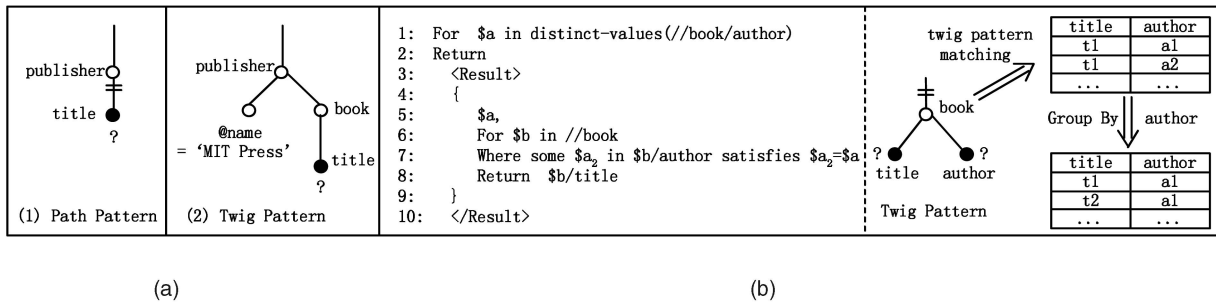 publisher
title
?
(1) Path Pattern
publisher
@name
= ‘MIT Press’
book
title
?
(2) Twig Pattern
1: For $a in distinct-values(//book/author)
2: Return
3: <Result>
4: {
5: $a,
6: For $b in //book
7: Where some $a2 in $b/author satisfies $a2=$a
8: Return $b/title
9: }
10: </Result>
twig pattern
matching
book
? ?
title author
Twig Pattern
title author
t1 a1
t1 a2
... ...
Group By author
title author
t1 a1
t2 a1
... ...
(a) (b)